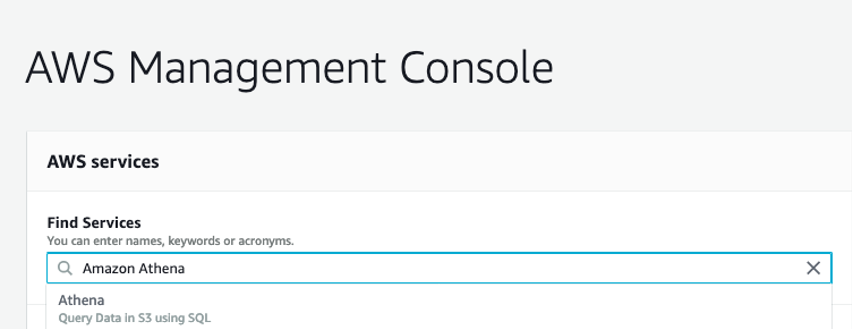 AWS Management Console
AWS services
Find Services
You can enter names, keywords or acronyms.
Amazon Athena
Athena
Query Data in S3 using SQL